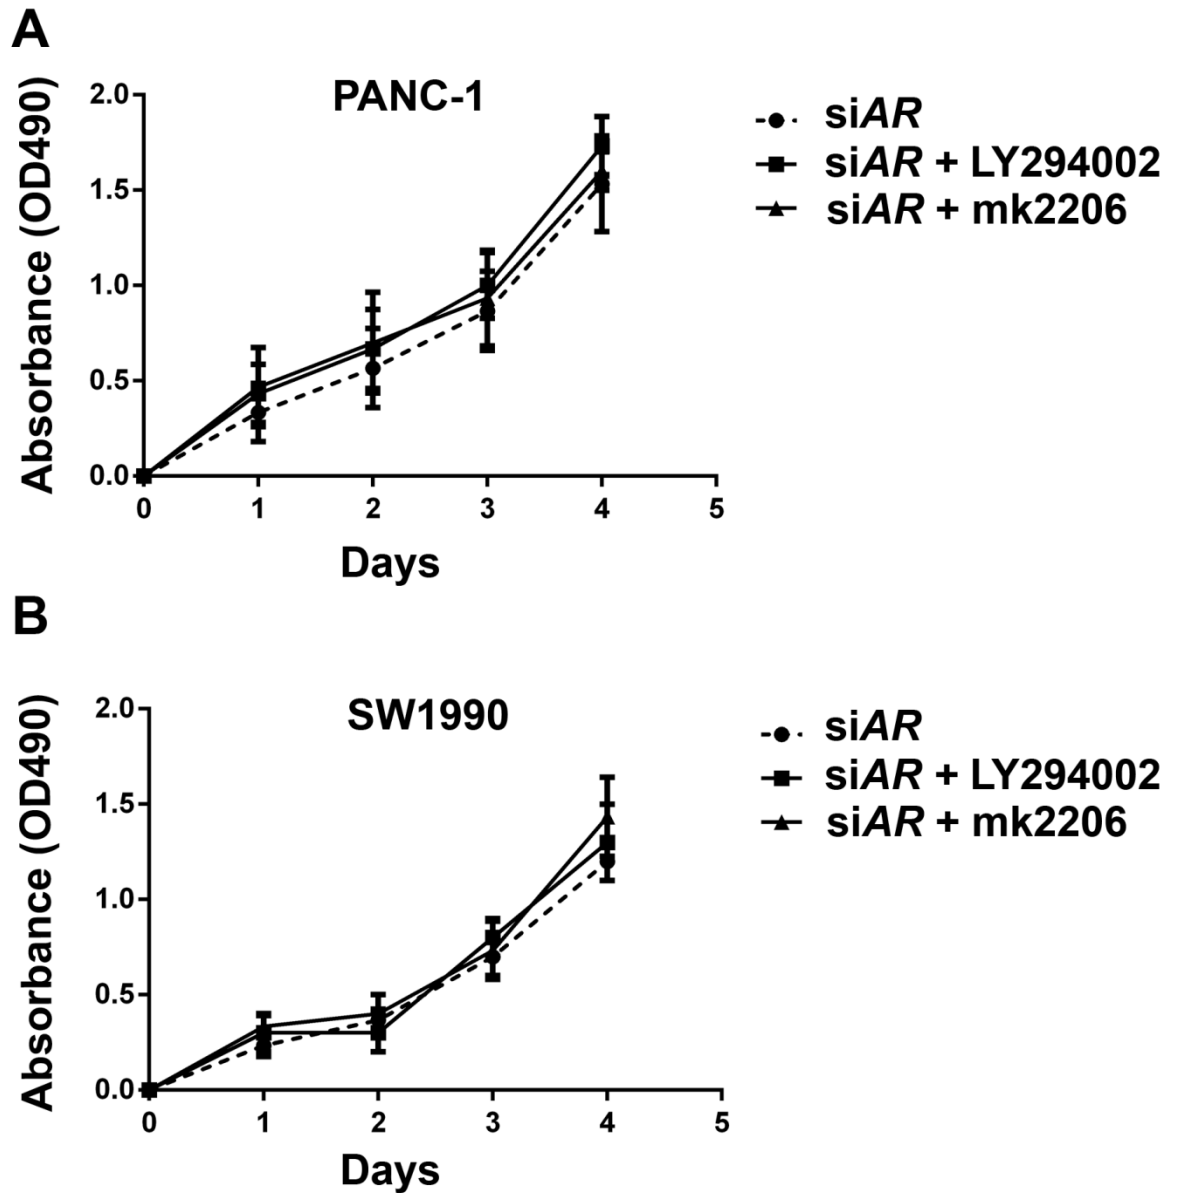 A
PANC-1
Absorbance (OD490)
2.0
1.5
1.0
0.5
0.0
0 1 2 3 4 5
Days
siAR
siAR + LY294002
siAR + mk2206
B
SW1990
Absorbance (OD490)
2.0
1.5
1.0
0.5
0.0
0 1 2 3 4 5
Days
siAR
siAR + LY294002
siAR + mk2206